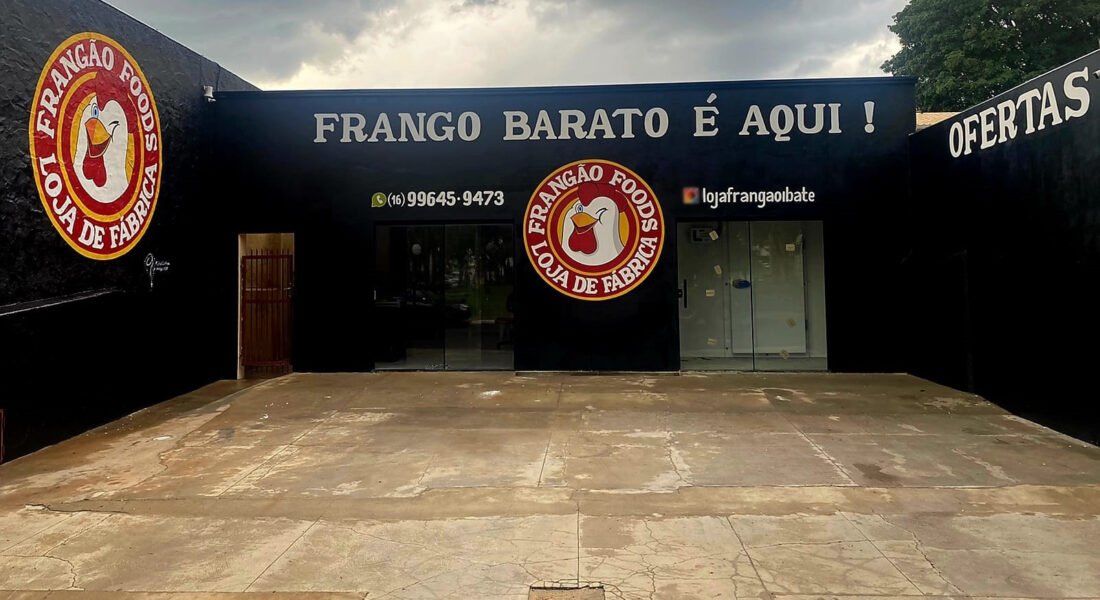 FRANGÃO FOODS
LOJA DE FÁBRICA
FRANGO BARATO É AQUI !
OFERTAS
(16) 99645-9473
FRANGÃO FOODS
LOJA DE FÁBRICA
lojafrangaoibate